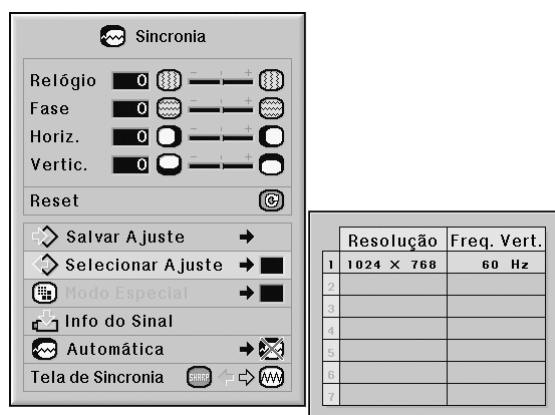 Sincronia
Relógio 0
Fase 0
Horiz. 0
Vertic. 0
Reset
Salvar Ajuste
Selecionar Ajuste
Modo Especial
Info do Sinal
Automática
Tela de Sincronia SHARP
Resolução Freq. Vert.
1 1024 × 768 60 Hz
2
3
4
5
6
7